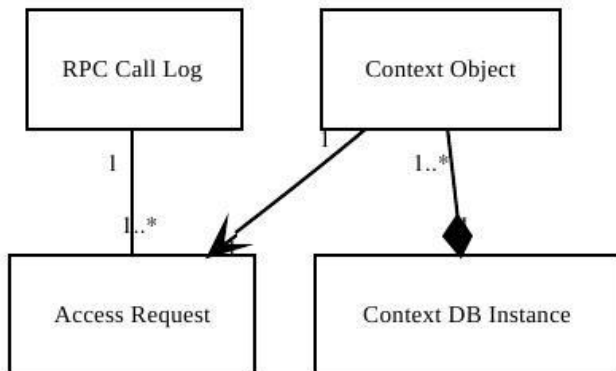 RPC Call Log
Context Object
1
1
1..*
1..*
Access Request
Context DB Instance